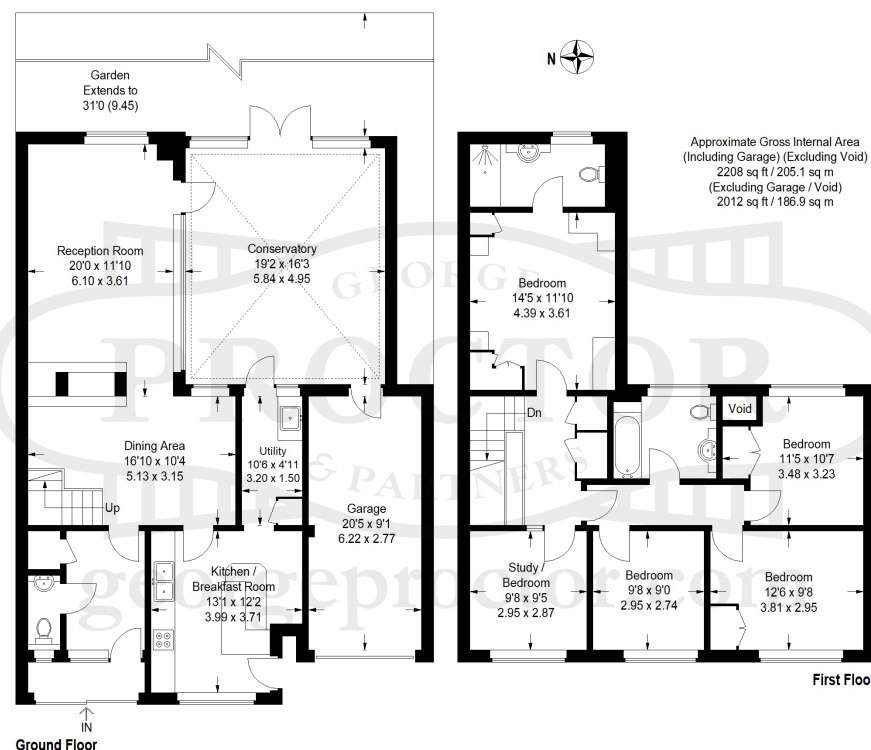 Garden
Extends to
31'0 (9.45)
N
Approximate Gross Internal Area
(Including Garage) (Excluding Void)
2208 sq ft / 205.1 sq m
(Excluding Garage / Void)
2012 sq ft / 186.9 sq m
Reception Room
20'0 x 11'10
6.10 x 3.61
Conservatory
19'2 x 16'3
5.84 x 4.95
Bedroom
14'5 x 11'10
4.39 x 3.61
GEORGE
PROCTOR
& PARTNERS
georgeproctor.com
Dining Area
16'10 x 10'4
5.13 x 3.15
Up
Utility
10'6 x 4'11
3.20 x 1.50
Garage
20'5 x 9'1
6.22 x 2.77
Kitchen /
Breakfast Room
13'1 x 12'2
3.99 x 3.71
Dn
Void
Bedroom
11'5 x 10'7
3.48 x 3.23
Study /
Bedroom
9'8 x 9'5
2.95 x 2.87
Bedroom
9'8 x 9'0
2.95 x 2.74
Bedroom
12'6 x 9'8
3.81 x 2.95
IN
Ground Floor
First Floo